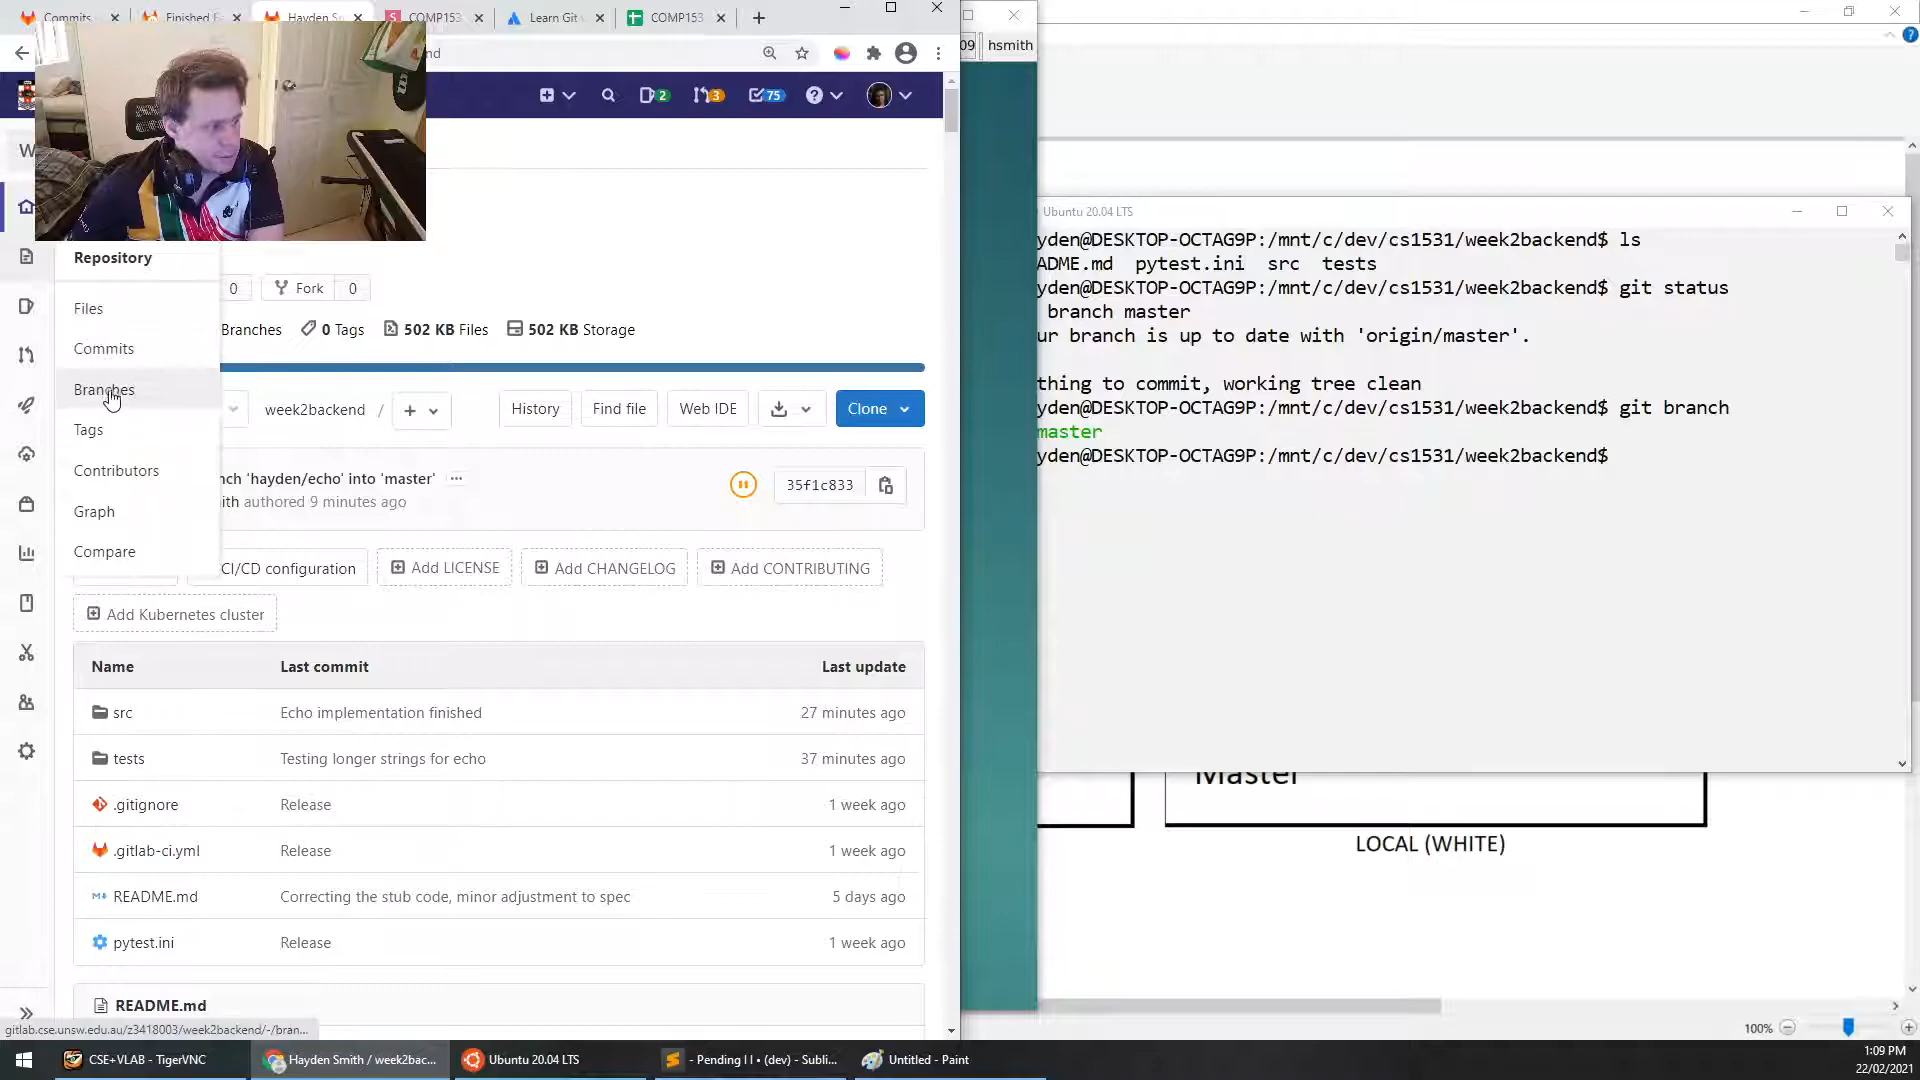 Commits
Finished E
Hayden S
COMP153
Learn Git
COMP153
nd
2
3
75
W
Repository
Files
Commits
Branches
Tags
Contributors
Graph
Compare
0
Fork
0
Branches
0 Tags
502 KB Files
502 KB Storage
week2backend /
History
Find file
Web IDE
Clone
nch 'hayden/echo' into 'master'
ith authored 9 minutes ago
35f1c833
CI/CD configuration
Add LICENSE
Add CHANGELOG
Add CONTRIBUTING
Add Kubernetes cluster
Name Last commit Last update
src Echo implementation finished 27 minutes ago
tests Testing longer strings for echo 37 minutes ago
.gitignore Release 1 week ago
.gitlab-ci.yml Release 1 week ago
README.md Correcting the stub code, minor adjustment to spec 5 days ago
pytest.ini Release 1 week ago
README.md
gitlab.cse.unsw.edu.au/z3418003/week2backend/-/bran...
09 hsmith
Ubuntu 20.04 LTS
yden@DESKTOP-OCTAG9P:/mnt/c/dev/cs1531/week2backend$ ls
ADME.md pytest.ini src tests
yden@DESKTOP-OCTAG9P:/mnt/c/dev/cs1531/week2backend$ git status
branch master
ur branch is up to date with 'origin/master'.
thing to commit, working tree clean
yden@DESKTOP-OCTAG9P:/mnt/c/dev/cs1531/week2backend$ git branch
master
yden@DESKTOP-OCTAG9P:/mnt/c/dev/cs1531/week2backend$
Master
LOCAL (WHITE)
100%
CSE+VLAB - TigerVNC
Hayden Smith / week2bac...
Ubuntu 20.04 LTS
- Pending I I • (dev) - Subli...
Untitled - Paint
1:09 PM
22/02/2021